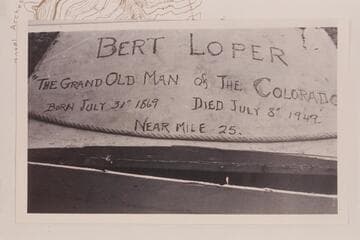 BERT LOPER
"THE GRAND OLD MAN of THE COLORADO
BORN JULY 31ST 1869 DIED JULY 8TH 1949
NEAR MILE 25.